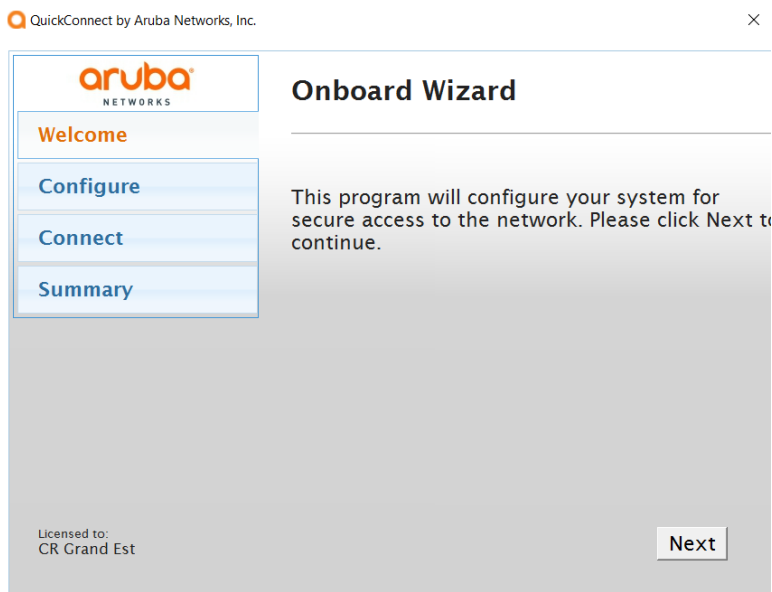 QuickConnect by Aruba Networks, Inc.
aruba
NETWORKS
Welcome
Configure
Connect
Summary
Onboard Wizard
This program will configure your system for
secure access to the network. Please click Next
continue.
Licensed to:
CR Grand Est
Next